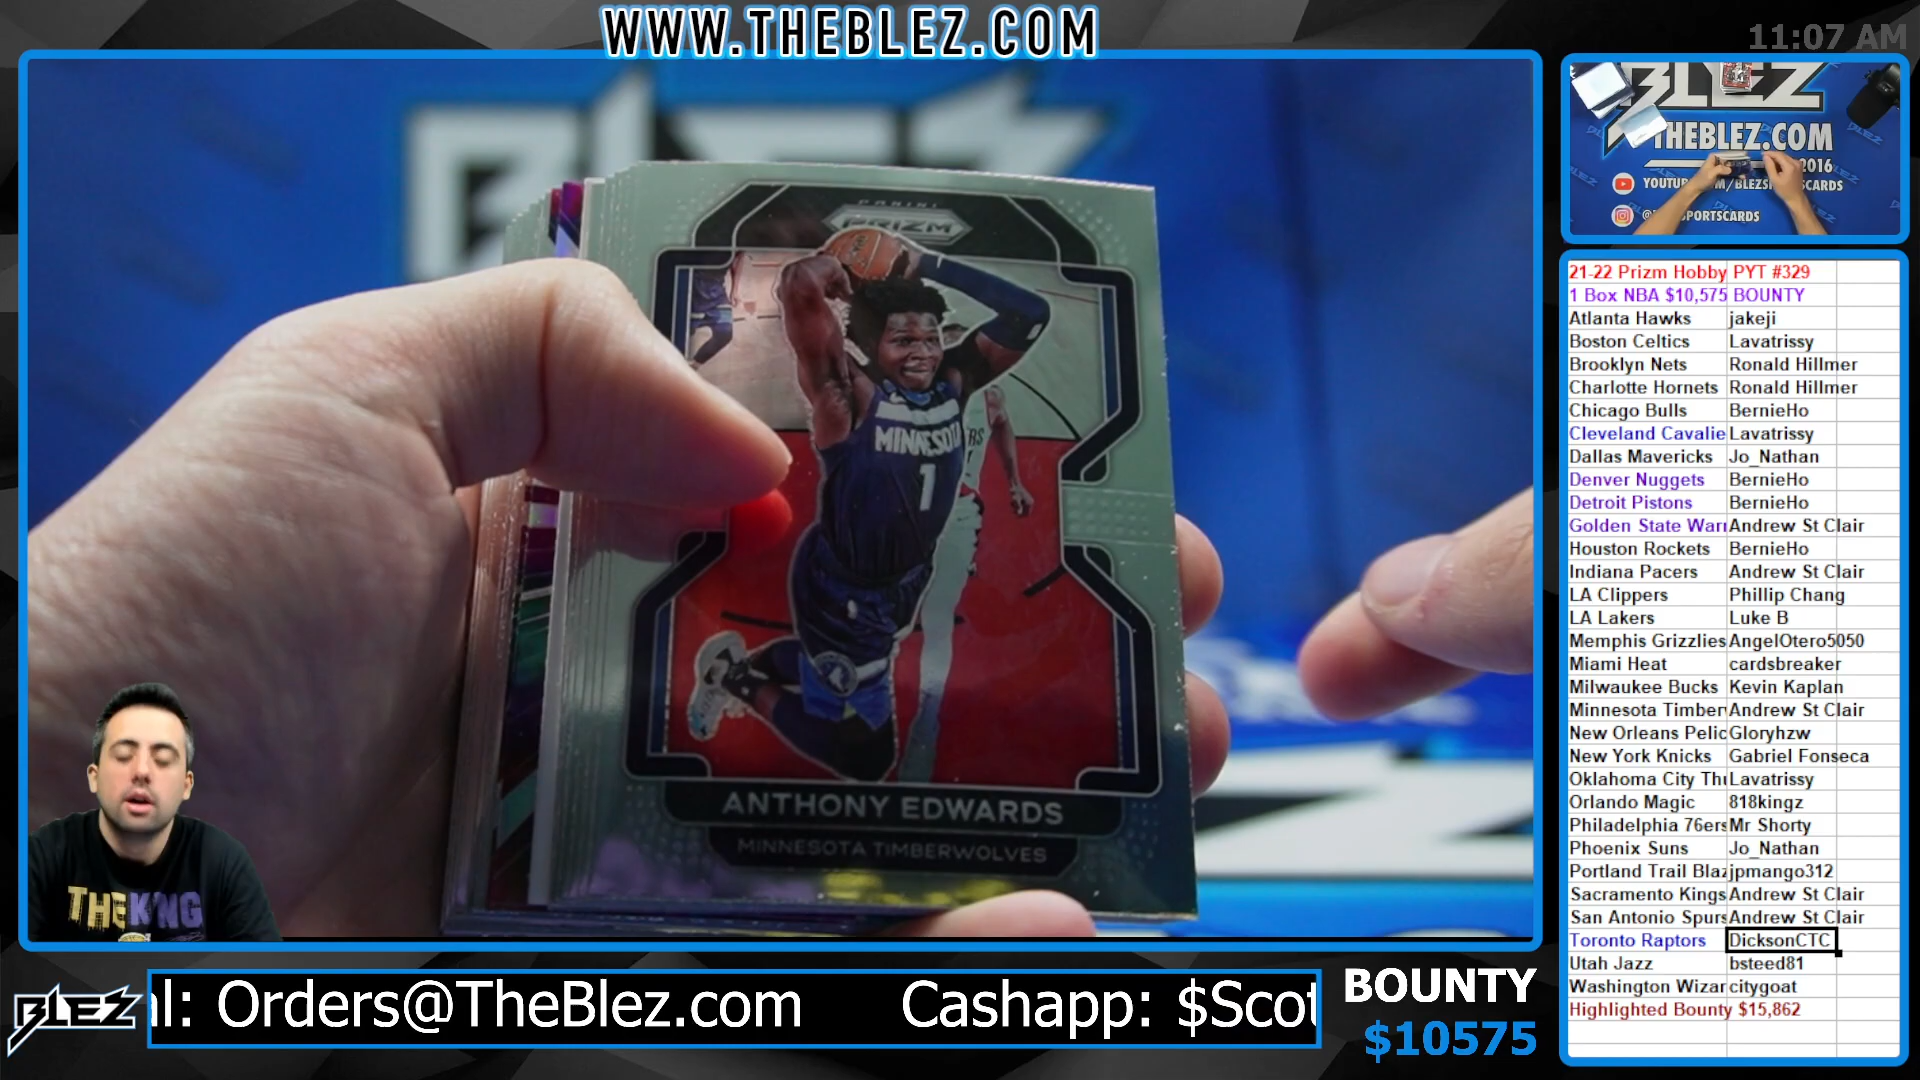 WWW.THEBLEZ.COM
11:07 AM
BLEZ
PANINI
PRIZM
MINNESO
1
RS
ANTHONY EDWARDS
MINNESOTA TIMBERWOLVES
THE KING
BLEZ
THEBLEZ.COM
2016
21-22 Prizm Hobby PYT #329
1 Box NBA $10,575 BOUNTY
Atlanta Hawks jakeji
Boston Celtics Lavatrissy
Brooklyn Nets Ronald Hillmer
Charlotte Hornets Ronald Hillmer
Chicago Bulls BernieHo
Cleveland Cavalie Lavatrissy
Dallas Mavericks Jo_Nathan
Denver Nuggets BernieHo
Detroit Pistons BernieHo
Golden State Warr Andrew St Clair
Houston Rockets BernieHo
Indiana Pacers Andrew St Clair
LA Clippers Phillip Chang
LA Lakers Luke B
Memphis Grizzlies AngelOtero5050
Miami Heat cardsbreaker
Milwaukee Bucks Kevin Kaplan
Minnesota Timber Andrew St Clair
New Orleans Pelic Gloryhzw
New York Knicks Gabriel Fonseca
Oklahoma City Thu Lavatrissy
Orlando Magic 818kingz
Philadelphia 76ers Mr Shorty
Phoenix Suns Jo_Nathan
Portland Trail Blaz jpmango312
Sacramento Kings Andrew St Clair
San Antonio Spurs Andrew St Clair
Toronto Raptors DicksonCTC
Utah Jazz bsteed81
Washington Wizar citygoat
Highlighted Bounty $15,862
BLEZ
l: Orders@TheBlez.com Cashapp: $Scot
BOUNTY
$10575